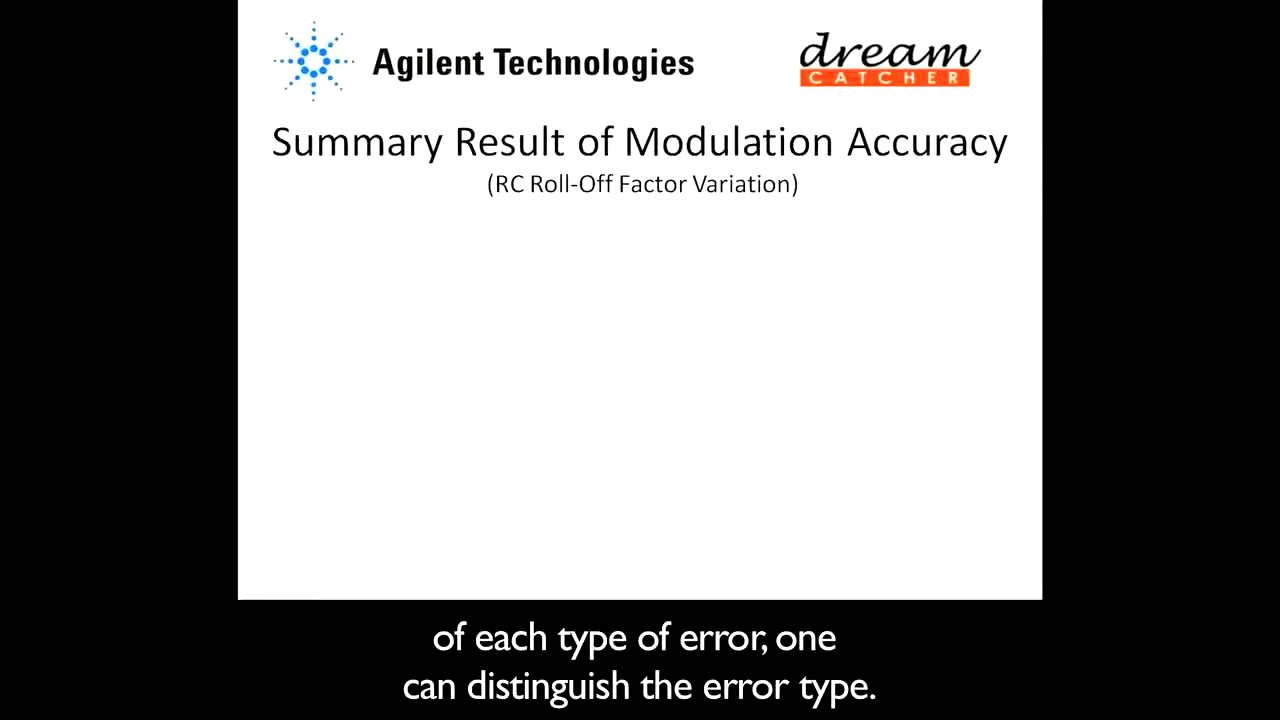 Agilent Technologies
dream
CATCHER
Summary Result of Modulation Accuracy
(RC Roll-Off Factor Variation)
of each type of error, one
can distinguish the error type.